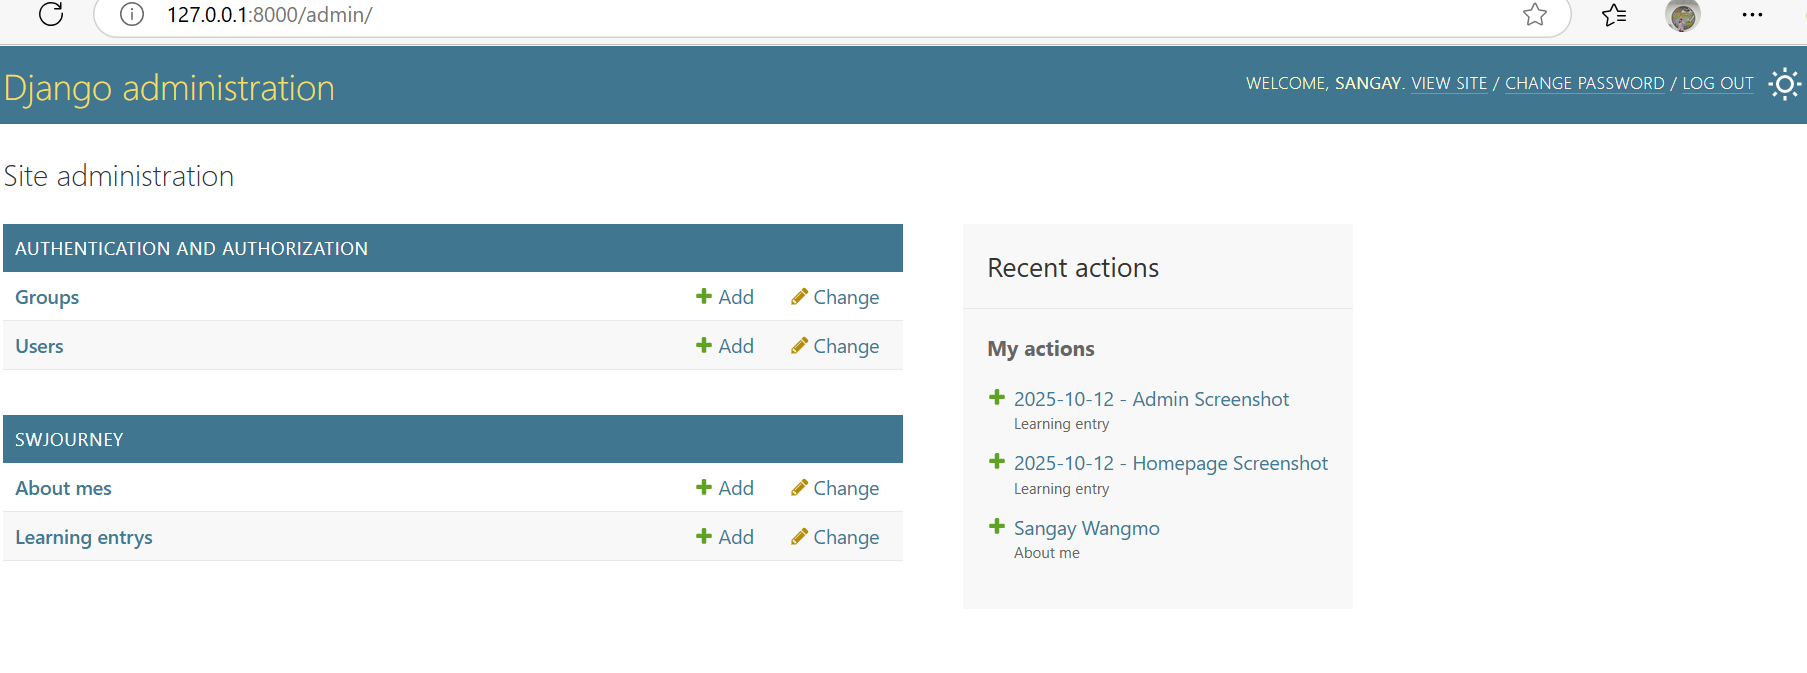 127.0.0.1:8000/admin/
Django administration
WELCOME, SANGAY. VIEW SITE / CHANGE PASSWORD / LOG OUT
Site administration
AUTHENTICATION AND AUTHORIZATION
Groups Add Change
Users Add Change
SWJOURNEY
About mes Add Change
Learning entrys Add Change
Recent actions
My actions
2025-10-12 - Admin Screenshot
Learning entry
2025-10-12 - Homepage Screenshot
Learning entry
Sangay Wangmo
About me